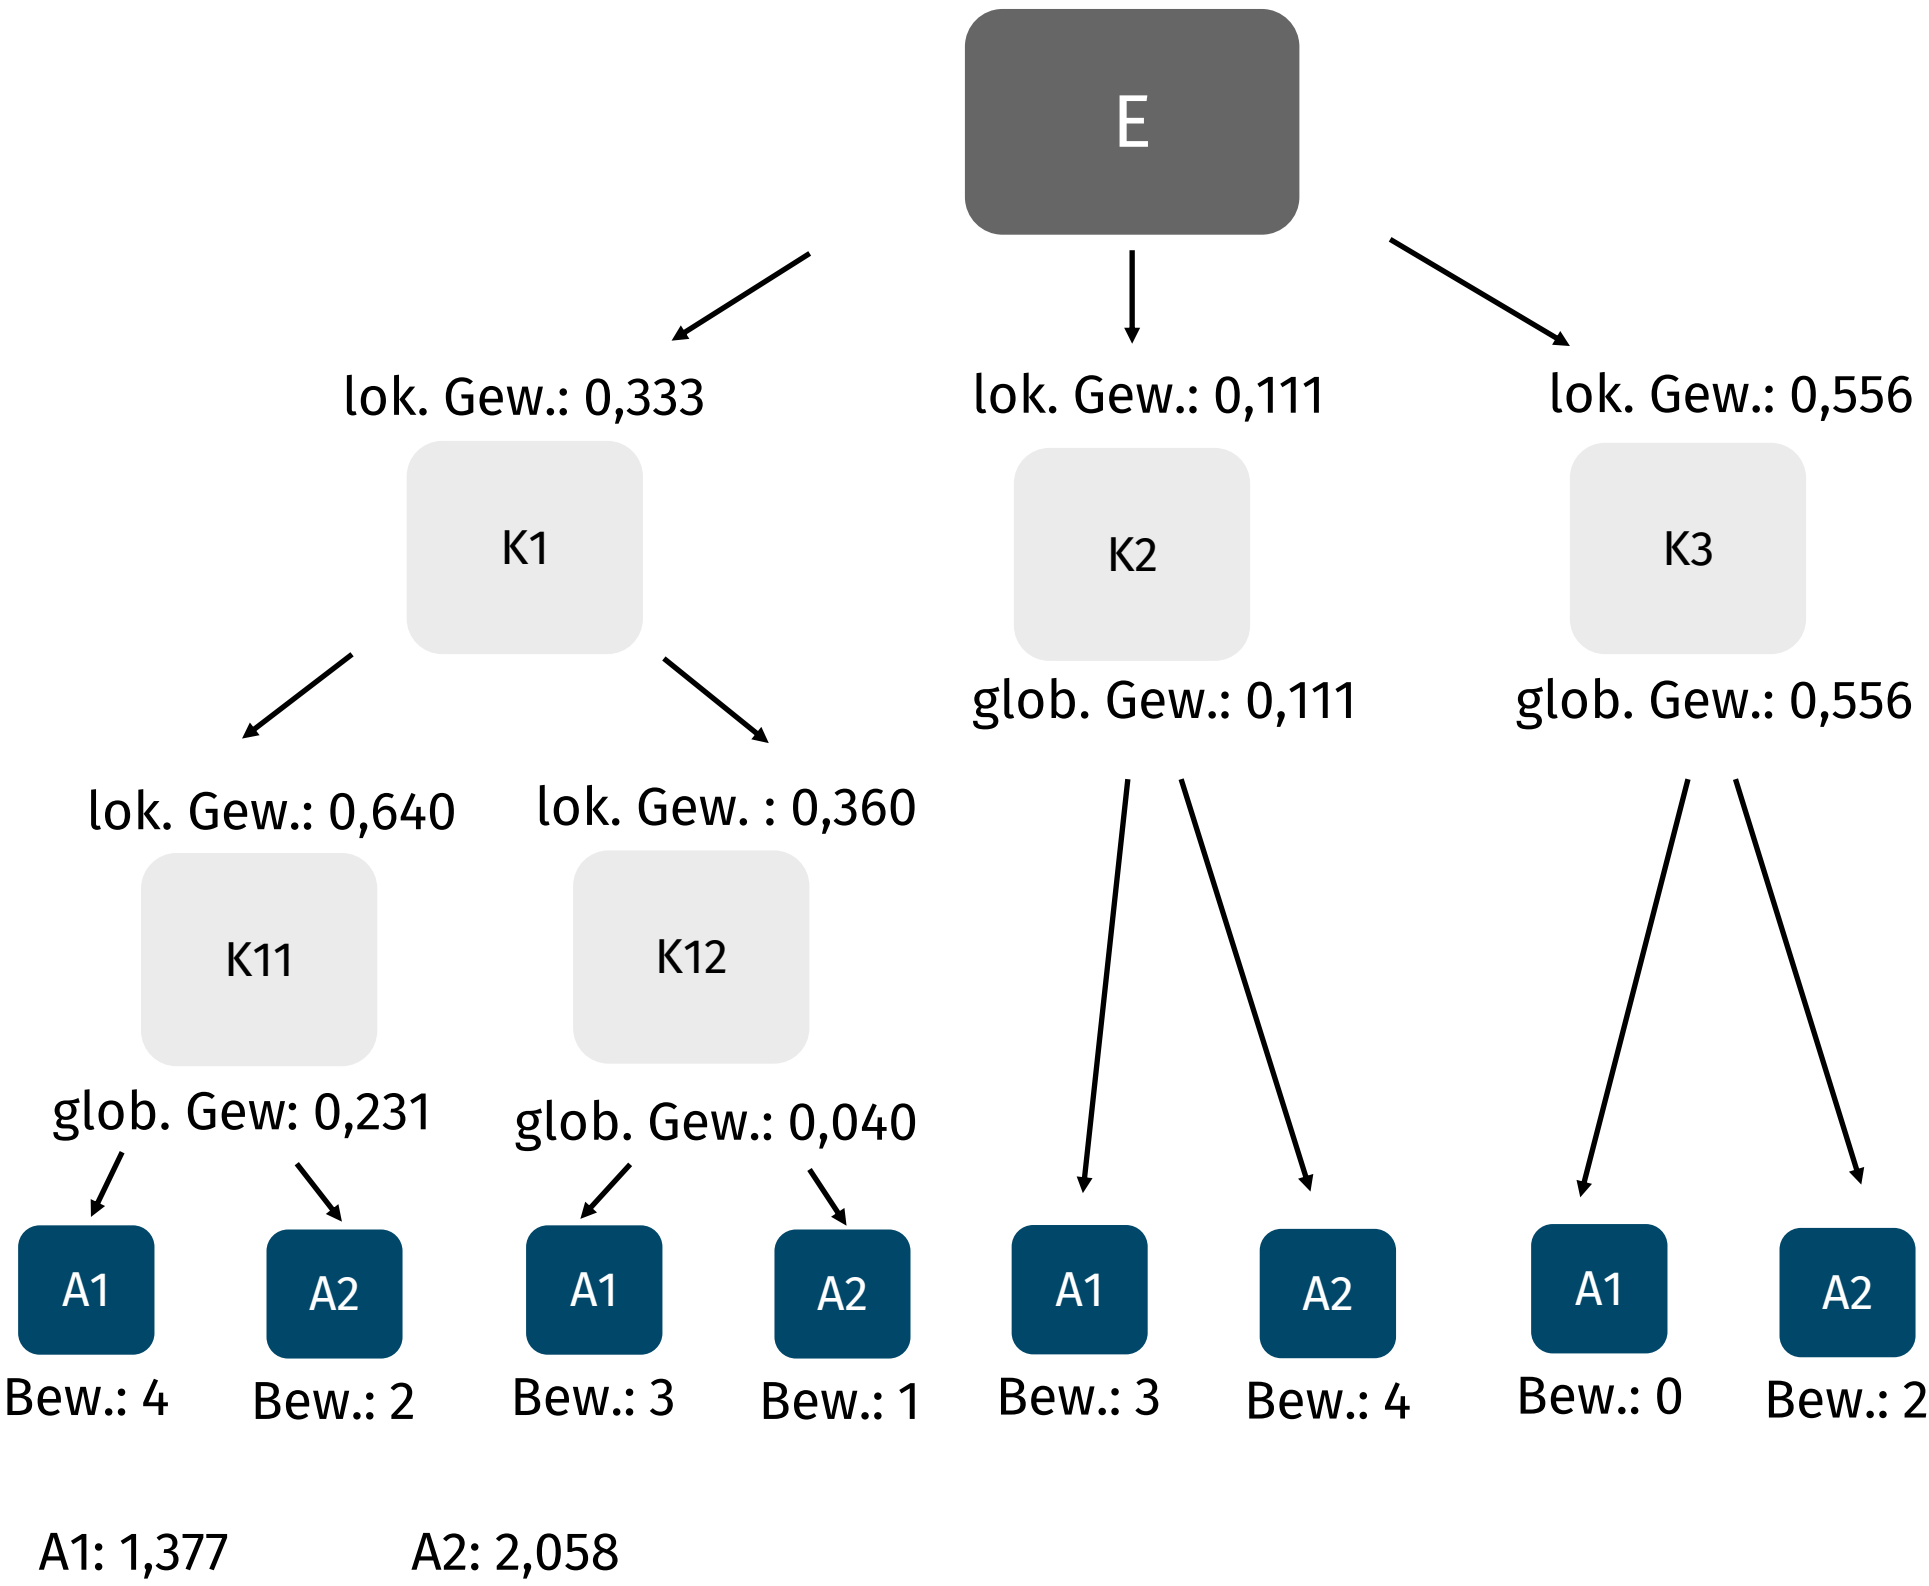 E
lok. Gew.: 0,333
lok. Gew.: 0,111
lok. Gew.: 0,556
K1
K2
K3
glob. Gew.: 0,111
glob. Gew.: 0,556
lok. Gew.: 0,640
lok. Gew. : 0,360
K11
K12
glob. Gew: 0,231
glob. Gew.: 0,040
A1
A2
A1
A2
A1
A2
A1
A2
Bew.: 4
Bew.: 2
Bew.: 3
Bew.: 1
Bew.: 3
Bew.: 4
Bew.: 0
Bew.: 2
A1: 1,377
A2: 2,058